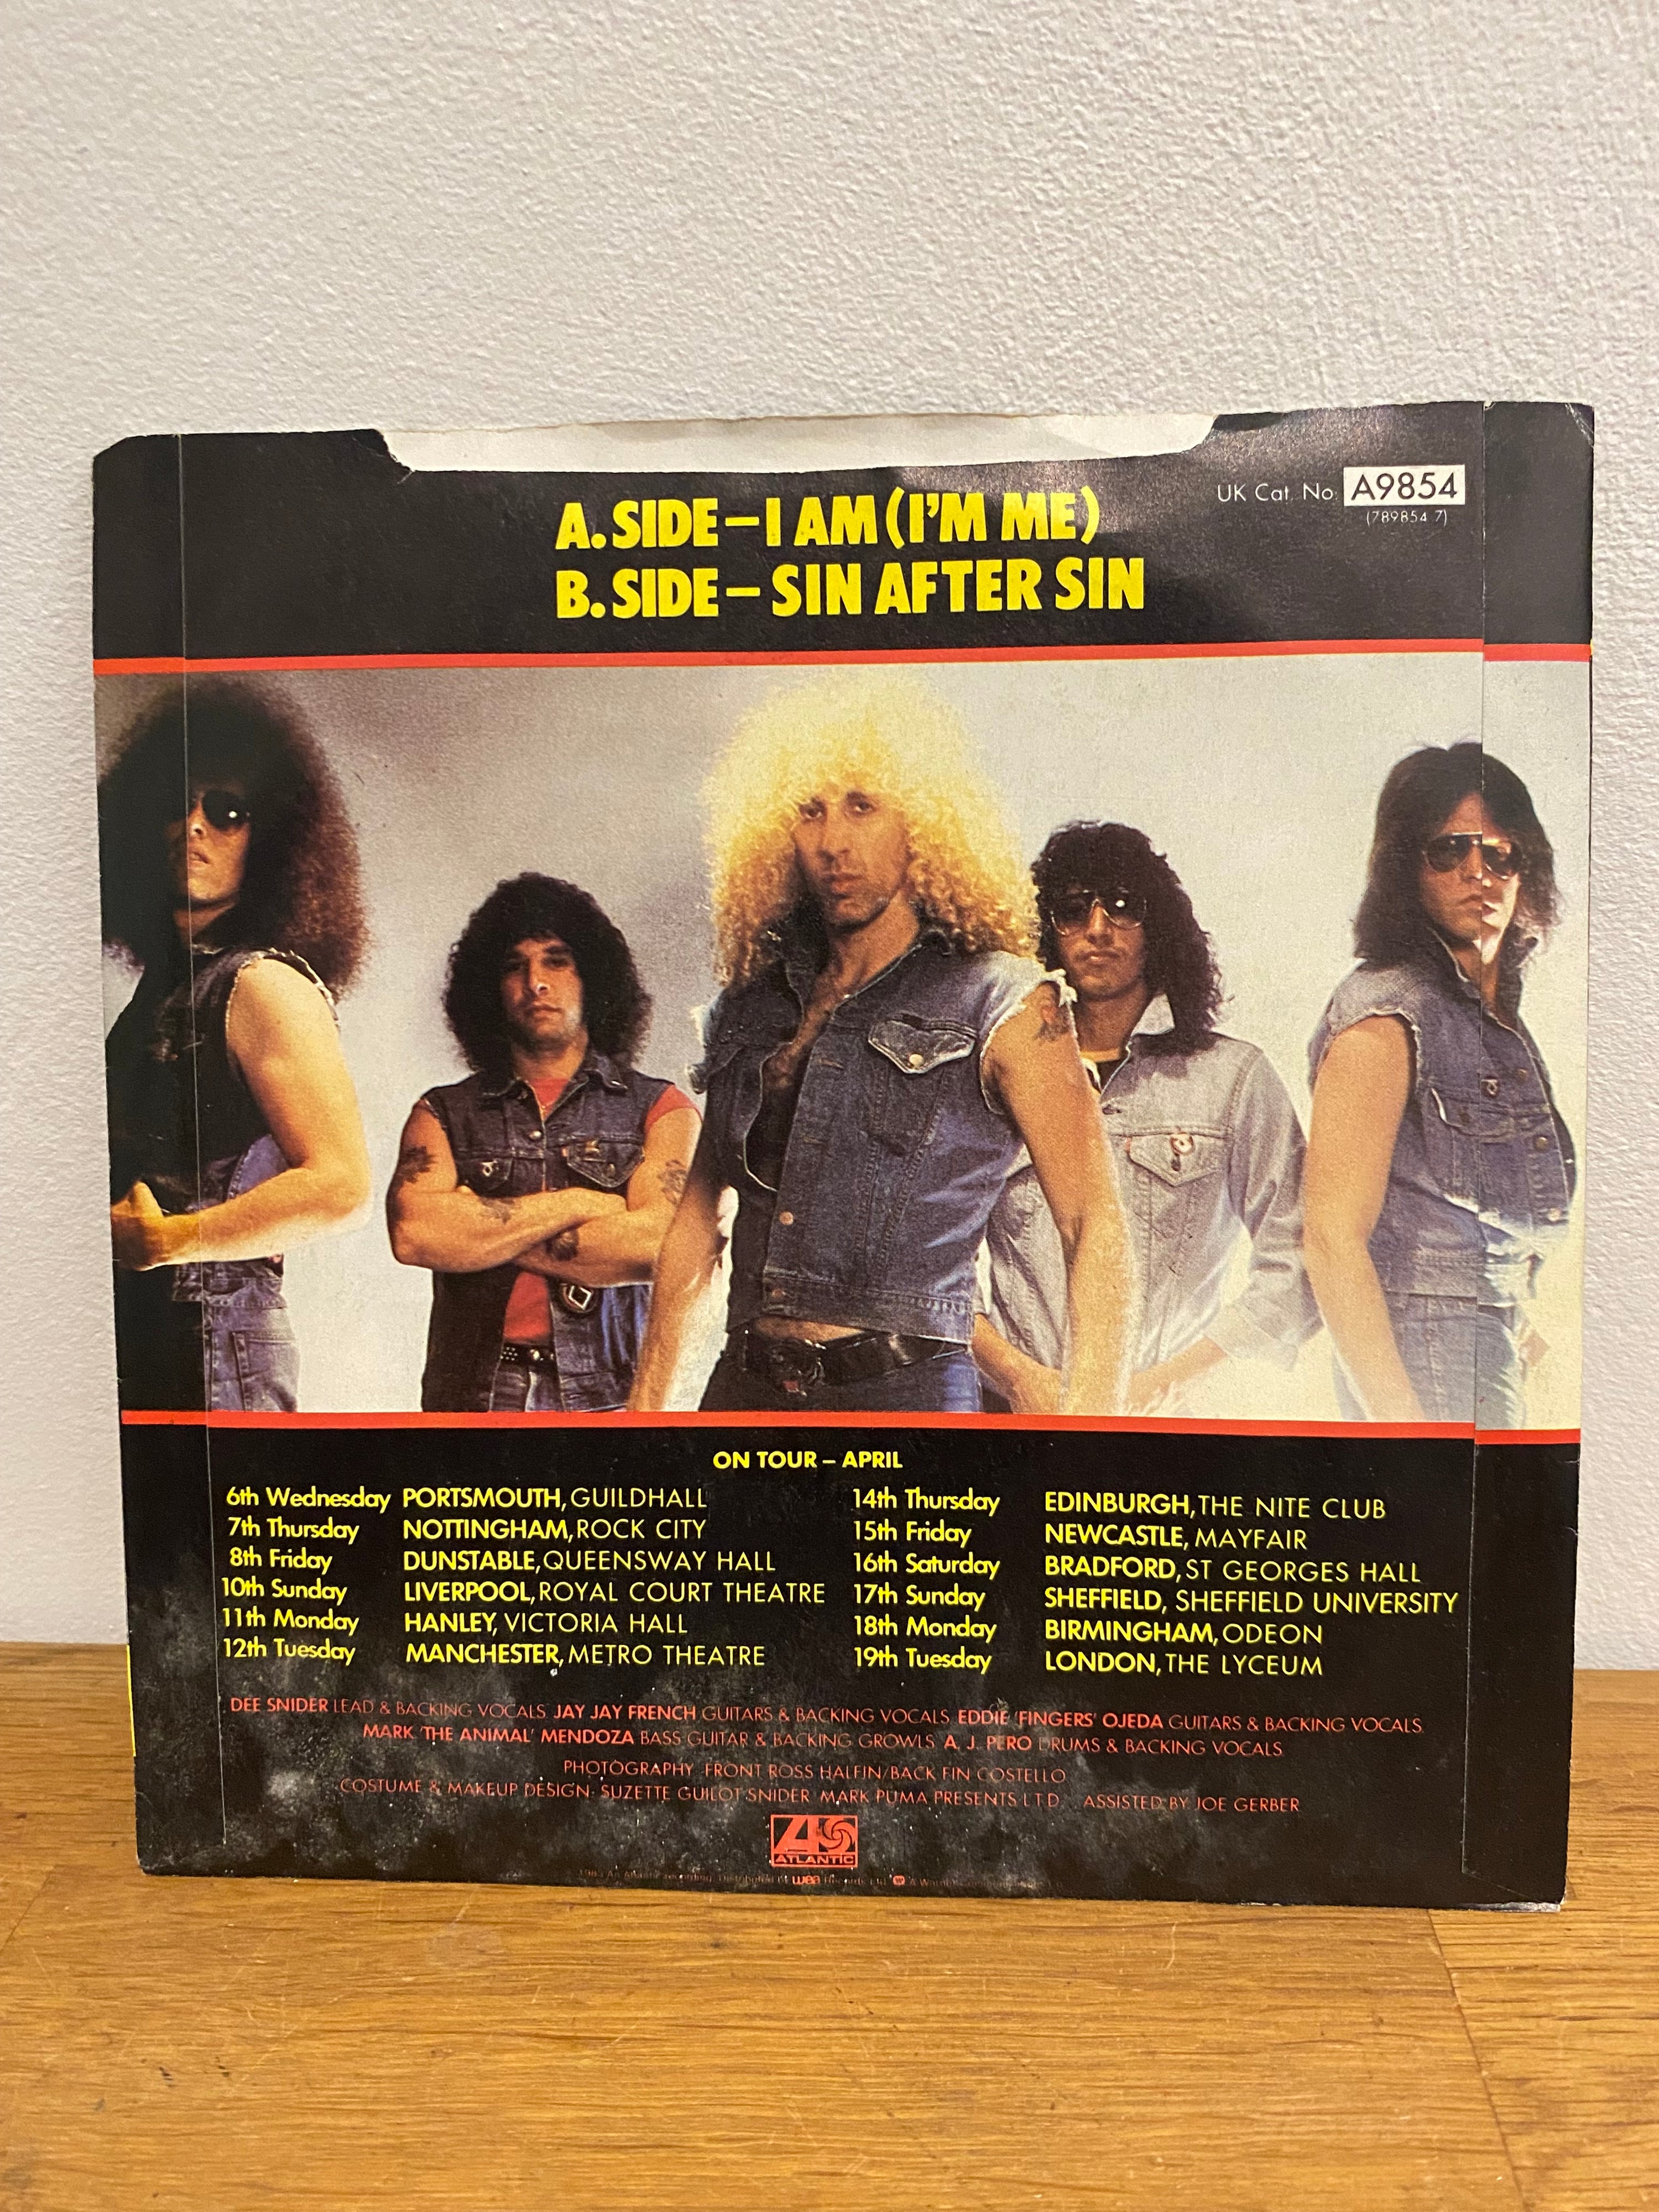 A.SIDE–I AM (I'M ME)
B.SIDE–SIN AFTER SIN
UK Cat. No. A9854
(789854 7)
ON TOUR – APRIL
6th Wednesday PORTSMOUTH, GUILDHALL
7th Thursday NOTTINGHAM, ROCK CITY
8th Friday DUNSTABLE, QUEENSWAY HALL
10th Sunday LIVERPOOL, ROYAL COURT THEATRE
11th Monday HANLEY, VICTORIA HALL
12th Tuesday MANCHESTER, METRO THEATRE
14th Thursday EDINBURGH, THE NITE CLUB
15th Friday NEWCASTLE, MAYFAIR
16th Saturday BRADFORD, ST GEORGES HALL
17th Sunday SHEFFIELD, SHEFFIELD UNIVERSITY
18th Monday BIRMINGHAM, ODEON
19th Tuesday LONDON, THE LYCEUM
DEE SNIDER LEAD & BACKING VOCALS JAY JAY FRENCH GUITARS & BACKING VOCALS EDDIE 'FINGERS' OJEDA GUITARS & BACKING VOCALS
MARK 'THE ANIMAL' MENDOZA BASS GUITAR & BACKING GROWLS A. J. PERO DRUMS & BACKING VOCALS
PHOTOGRAPHY FRONT ROSS HALFIN/BACK FIN COSTELLO
COSTUME & MAKEUP DESIGN- SUZETTE GUILOT-SNIDER MARK PUMA PRESENTS LTD. ASSISTED BY JOE GERBER
ATLANTIC
Distributed wea Records Ltd